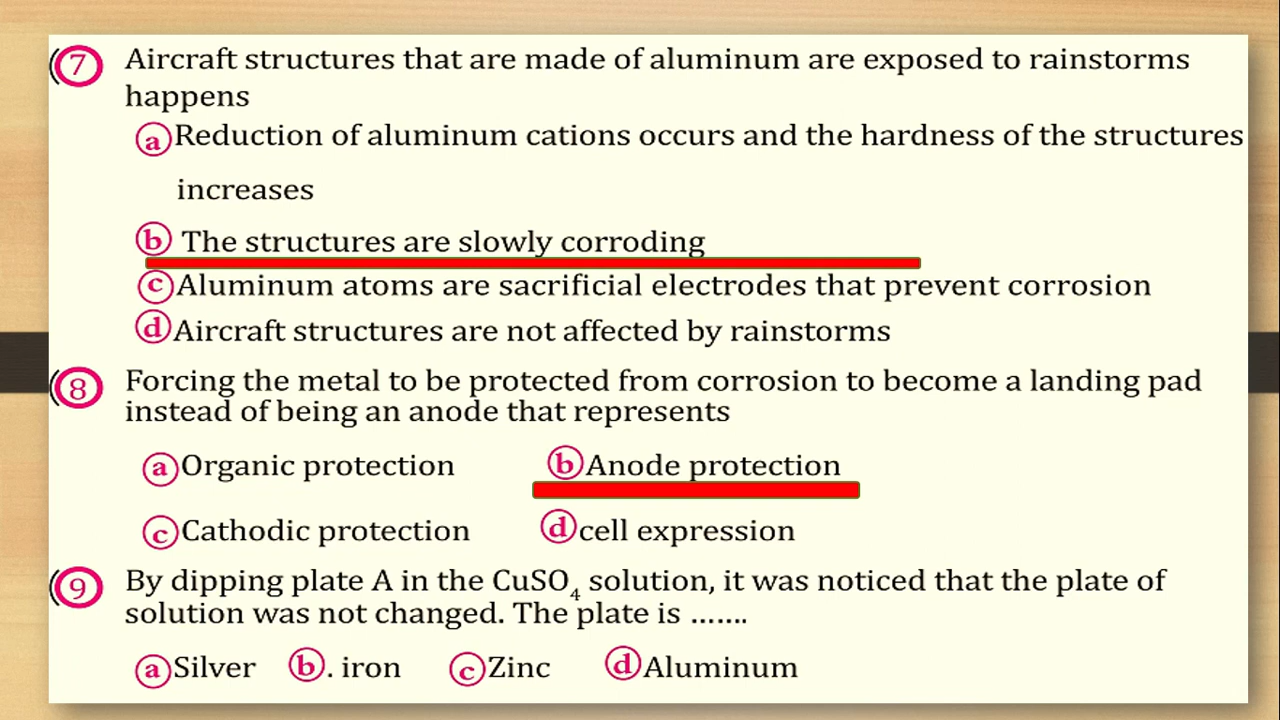 (7 Aircraft structures that are made of aluminum are exposed to rainstorms
happens
a Reduction of aluminum cations occurs and the hardness of the structures
increases
b The structures are slowly corroding
c Aluminum atoms are sacrificial electrodes that prevent corrosion
d Aircraft structures are not affected by rainstorms
(8 Forcing the metal to be protected from corrosion to become a landing pad
instead of being an anode that represents
a Organic protection b Anode protection
c Cathodic protection d cell expression
(9 By dipping plate A in the CuSO₄ solution, it was noticed that the plate of
solution was not changed. The plate is .......
a Silver b . iron c Zinc d Aluminum